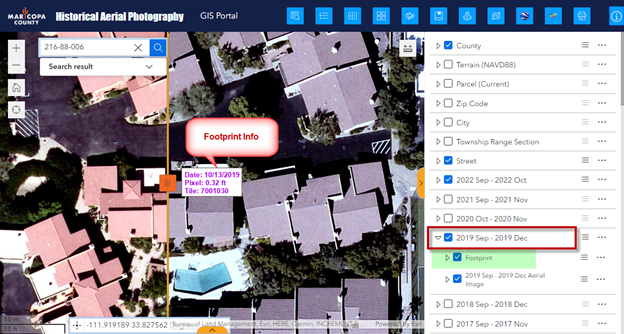 MARICOPA
COUNTY
Historical Aerial Photography
GIS Portal
216-88-006
Search result
Footprint Info
Date: 10/13/2019
Pixel: 0.32 ft
Tile: 7001030
County
Terrain (NAVD88)
Parcel (Current)
Zip Code
City
Township Range Section
Street
2022 Sep - 2022 Oct
2021 Sep - 2021 Nov
2020 Oct - 2020 Nov
2019 Sep - 2019 Dec
Footprint
2019 Sep - 2019 Dec Aerial
Image
2018 Sep - 2018 Dec
2017 Sep - 2017 Nov
10 m
-111.919189 33.827562
Bureau of Land Management, Esri, HERE, Garmin, INCREMENT
Powered by Esri